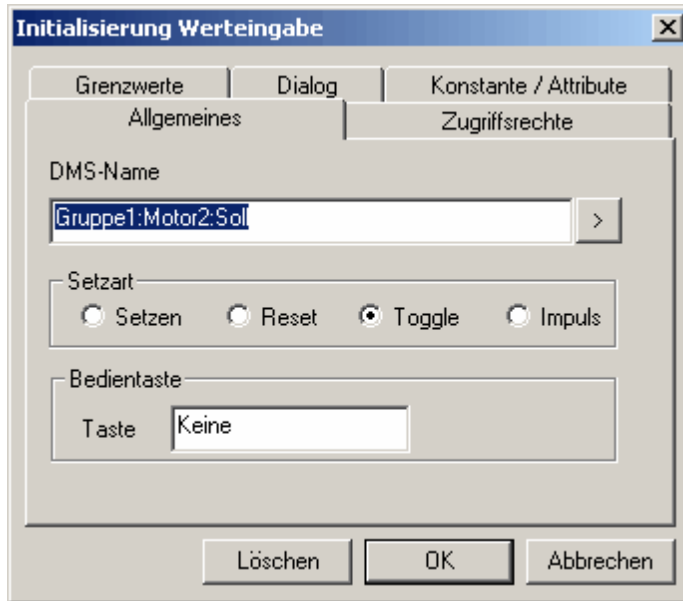 Initialisierung Werteingabe
Grenzwerte Dialog Konstante / Attribute
Allgemeines Zugriffsrechte
DMS-Name
Gruppe1:Motor2:Soll >
Setzart
Setzen Reset Toggle Impuls
Bedientaste
Taste Keine
Löschen OK Abbrechen